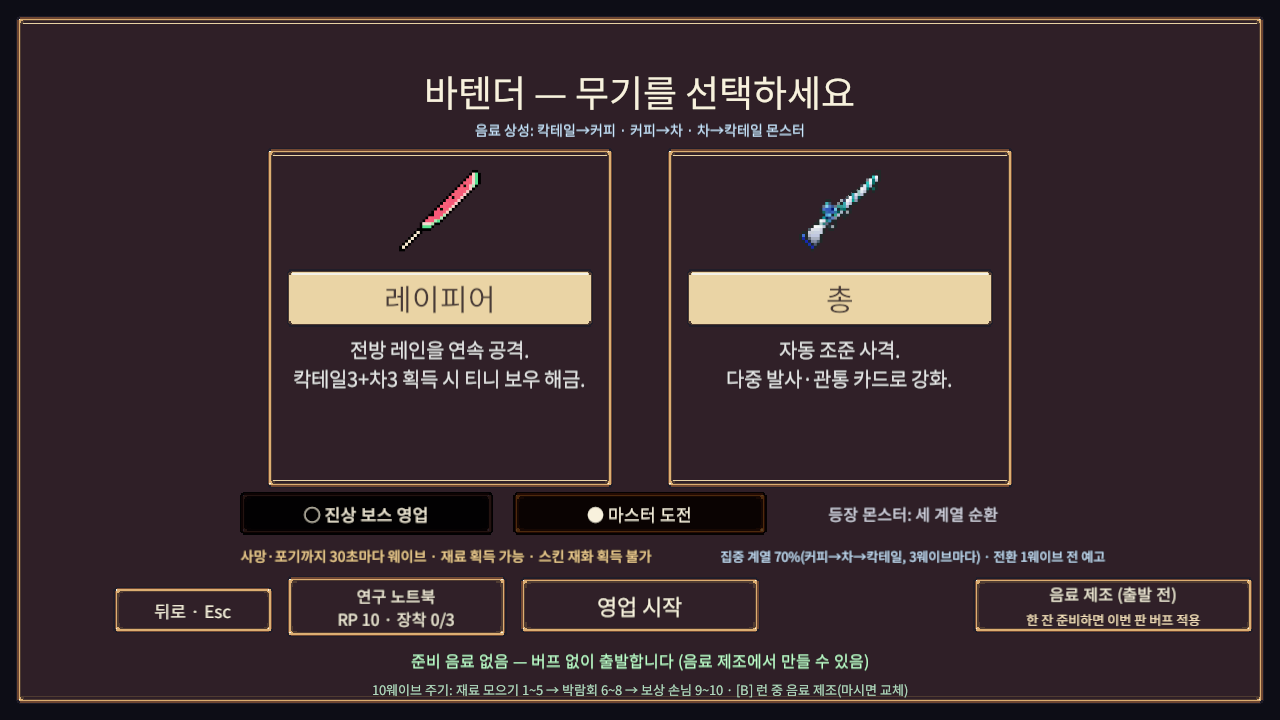 바텐더 — 무기를 선택하세요
음료 상성: 칵테일→커피 · 커피→차 · 차→칵테일 몬스터
레이피어
전방 레인을 연속 공격.
칵테일3+차3 획득 시 티니 보우 해금.
총
자동 조준 사격.
다중 발사·관통 카드로 강화.
○ 진상 보스 영업
● 마스터 도전
등장 몬스터: 세 계열 순환
사망·포기까지 30초마다 웨이브 · 재료 획득 가능 · 스킨 재화 획득 불가
집중 계열 70%(커피→차→칵테일, 3웨이브마다) · 전환 1웨이브 전 예고
뒤로 · Esc
연구 노트북
RP 10 · 장착 0/3
영업 시작
음료 제조 (출발 전)
한 잔 준비하면 이번 판 버프 적용
준비 음료 없음 — 버프 없이 출발합니다 (음료 제조에서 만들 수 있음)
10웨이브 주기: 재료 모으기 1~5 → 박람회 6~8 → 보상 손님 9~10 · [B] 런 중 음료 제조(마시면 교체)